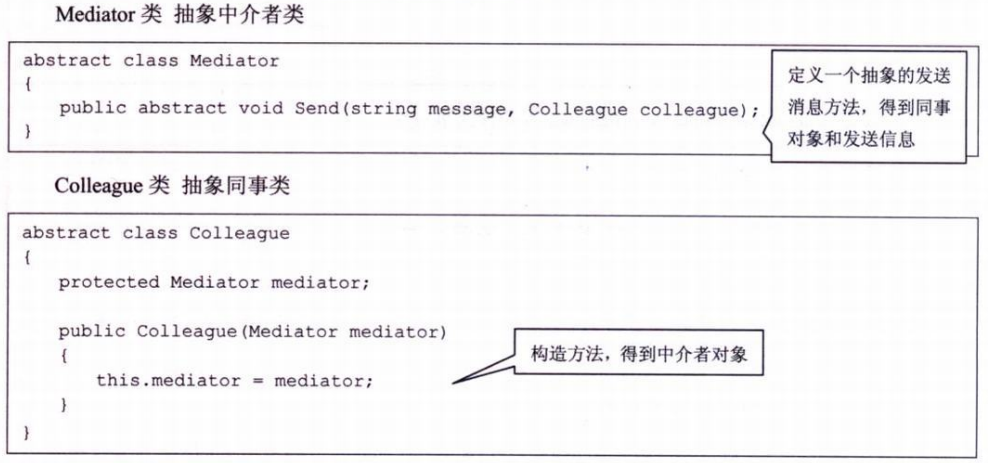 Mediator 类 抽象中介者类
abstract class Mediator
{
public abstract void Send(string message, Colleague colleague);
}
定义一个抽象的发送
消息方法，得到同事
对象和发送信息
Colleague 类 抽象同事类
abstract class Colleague
{
protected Mediator mediator;
public Colleague(Mediator mediator)
{
this.mediator = mediator;
}
}
构造方法，得到中介者对象